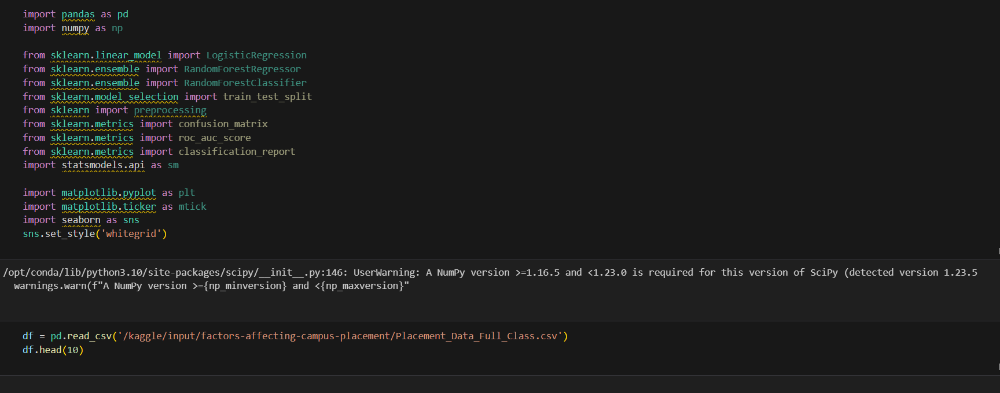 import pandas as pd
import numpy as np
from sklearn.linear_model import LogisticRegression
from sklearn.ensemble import RandomForestRegressor
from sklearn.ensemble import RandomForestClassifier
from sklearn.model_selection import train_test_split
from sklearn import preprocessing
from sklearn.metrics import confusion_matrix
from sklearn.metrics import roc_auc_score
from sklearn.metrics import classification_report
import statsmodels.api as sm
import matplotlib.pyplot as plt
import matplotlib.ticker as mtick
import seaborn as sns
sns.set_style('whitegrid')
/opt/conda/lib/python3.10/site-packages/scipy/__init__.py:146: UserWarning: A NumPy version >=1.16.5 and <1.23.0 is required for this version of SciPy (detected version 1.23.5
  warnings.warn(f"A NumPy version >={np_minversion} and <{np_maxversion}"
df = pd.read_csv('/kaggle/input/factors-affecting-campus-placement/Placement_Data_Full_Class.csv')
df.head(10)